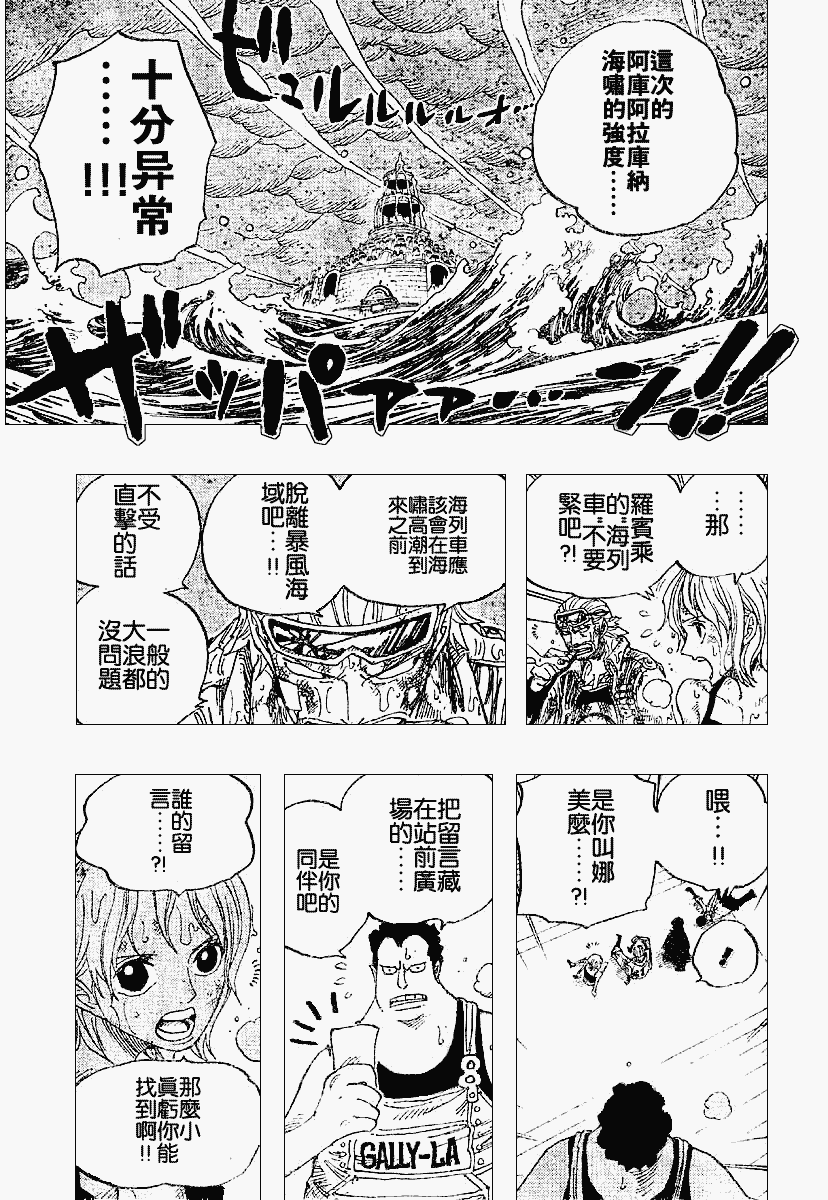 這次的
阿庫阿拉庫納
海嘯的強度……
十分异常
……!!!
ビュルルルルオ…
ザッパァァァ……ン!!!
……
…那
羅賓乘
的"海列
車"不要
緊吧?!
海列車應
該會在海
嘯高潮到
來之前
脫離暴風海
域吧…!!
不受
直擊的話
一般的
大浪都
沒問題
喂…!!
是你叫娜
美麼……?!
!
把留言藏
在站前廣
場的……
是你的
同伴吧
GALLY-LA
誰的留
言……?!
那麼小
眞虧你能
找到啊!!